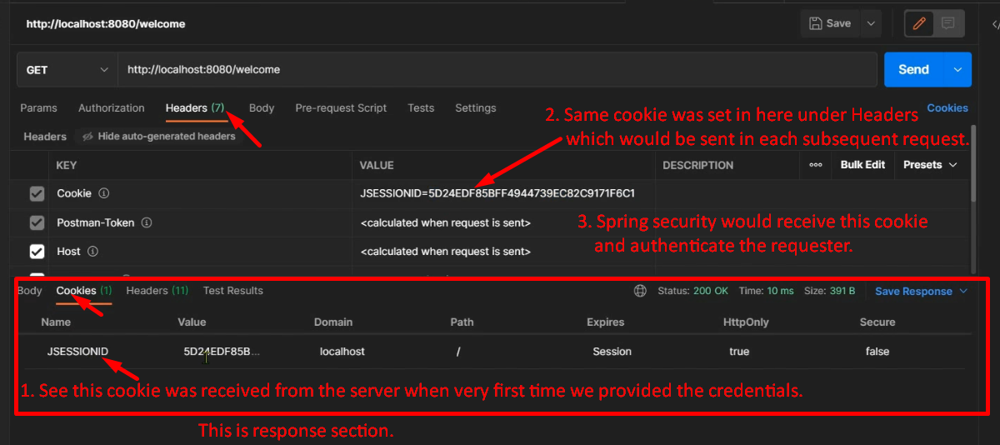 http://localhost:8080/welcome
Save
GET
http://localhost:8080/welcome
Send
Params Authorization Headers (7) Body Pre-request Script Tests Settings Cookies
2. Same cookie was set in here under Headers
which would be sent in each subsequent request.
Headers Hide auto-generated headers
KEY VALUE DESCRIPTION Bulk Edit Presets
Cookie JSESSIONID=5D24EDF85BFF4944739EC82C9171F6C1
Postman-Token <calculated when request is sent>
3. Spring security would receive this cookie
and authenticate the requester.
Host <calculated when request is sent>
Body Cookies (1) Headers (11) Test Results Status: 200 OK Time: 10 ms Size: 391 B Save Response
Name Value Domain Path Expires HttpOnly Secure
JSESSIONID 5D24EDF85B... localhost / Session true false
1. See this cookie was received from the server when very first time we provided the credentials.
This is response section.